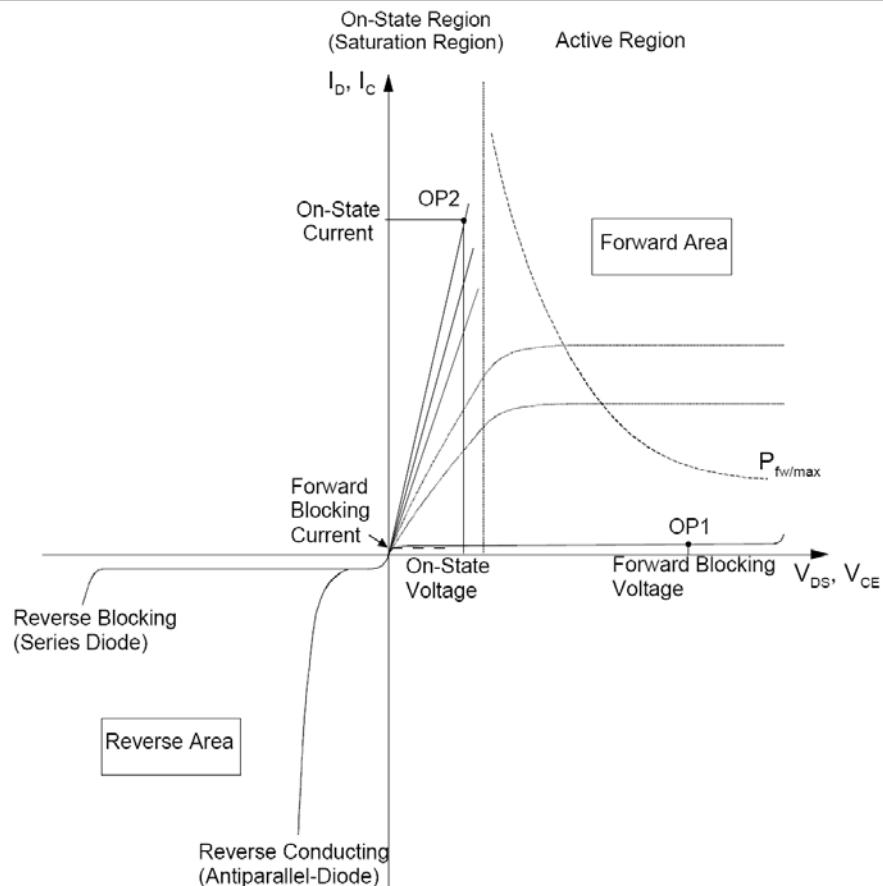 On-State Region
(Saturation Region)
Active Region
I_D, I_C
OP2
On-State
Current
Forward Area
P_fw/max
Forward
Blocking
Current
OP1
On-State
Voltage
Forward Blocking
Voltage
V_DS, V_CE
Reverse Blocking
(Series Diode)
Reverse Area
Reverse Conducting
(Antiparallel-Diode)